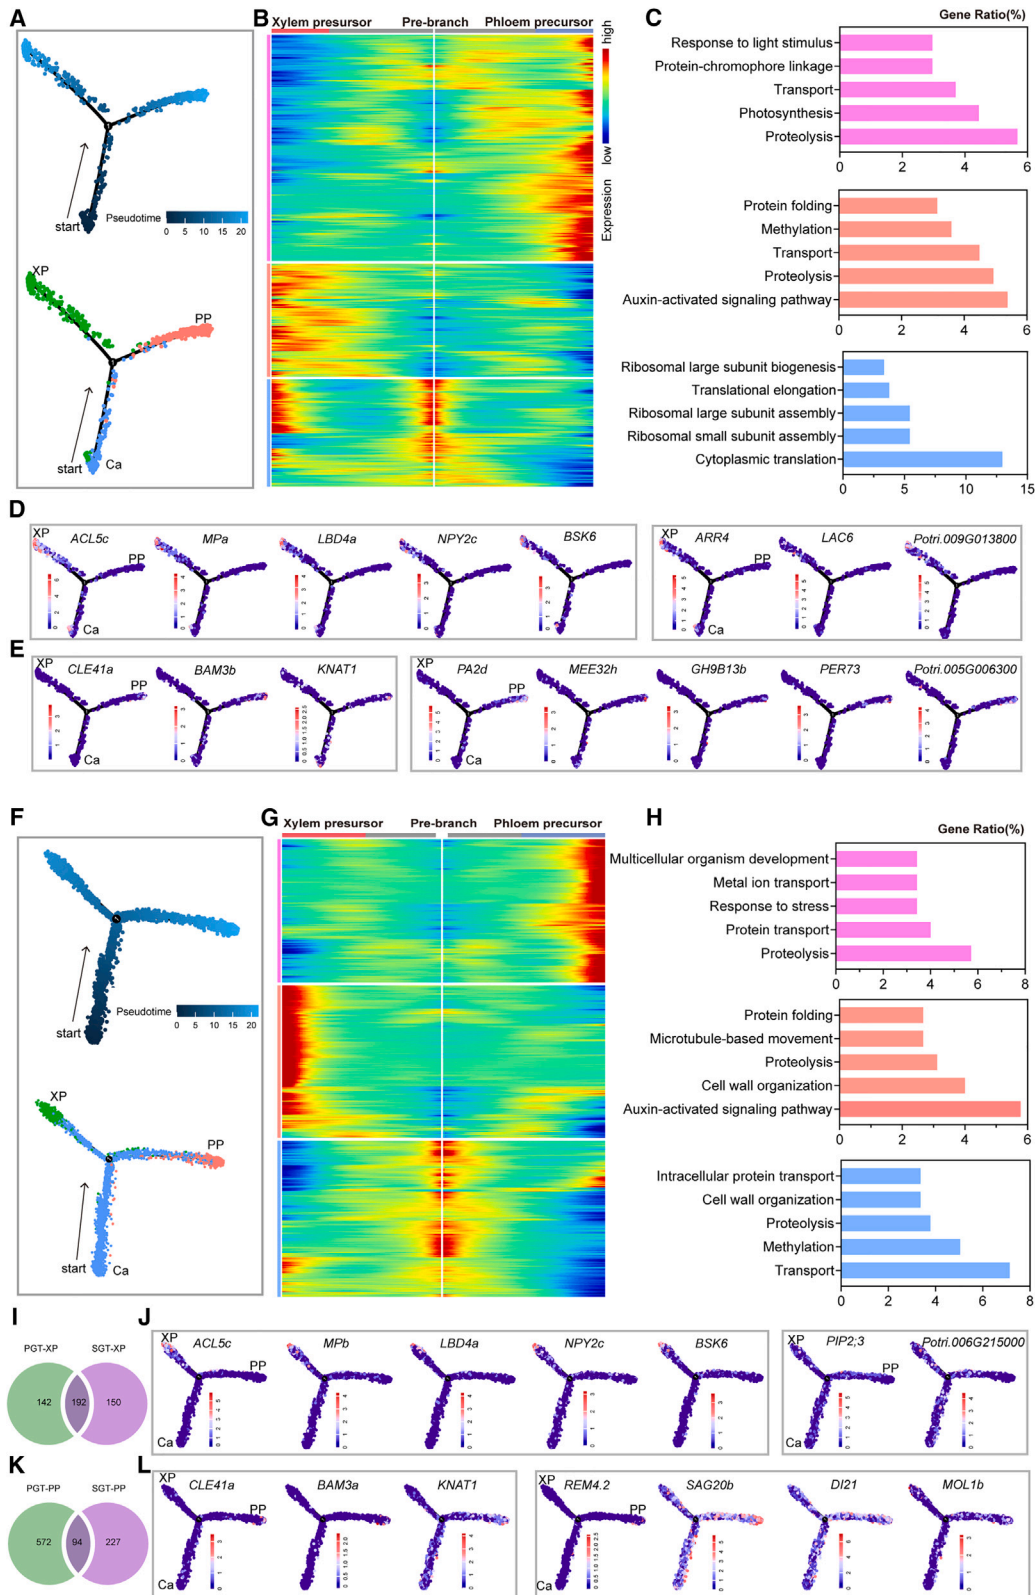 A
start
Pseudotime
0 5 10 15 20
XP
PP
start
Ca
B
Xylem presursor Pre-branch Phloem precursor
high
low
Expression
C
Gene Ratio(%)
Response to light stimulus
Protein-chromophore linkage
Transport
Photosynthesis
Proteolysis
0 2 4 6
Protein folding
Methylation
Transport
Proteolysis
Auxin-activated signaling pathway
0 2 4 6
Ribosomal large subunit biogenesis
Translational elongation
Ribosomal large subunit assembly
Ribosomal small subunit assembly
Cytoplasmic translation
0 5 10 15
D
XP ACL5c MPa LBD4a NPY2c BSK6
PP
Ca
XP ARR4 LAC6 Potri.009G013800
PP
Ca
E
XP CLE41a BAM3b KNAT1
PP
Ca
XP PA2d MEE32h GH9B13b PER73 Potri.005G006300
PP
Ca
F
start
Pseudotime
0 5 10 15 20
XP
PP
start
Ca
G
Xylem presursor Pre-branch Phloem precursor
H
Gene Ratio(%)
Multicellular organism development
Metal ion transport
Response to stress
Protein transport
Proteolysis
0 2 4 6 8
Protein folding
Microtubule-based movement
Proteolysis
Cell wall organization
Auxin-activated signaling pathway
0 2 4 6 8
Intracellular protein transport
Cell wall organization
Proteolysis
Methylation
Transport
0 2 4 6 8
I
PGT-XP SGT-XP
142 192 150
J
XP ACL5c MPb LBD4a NPY2c BSK6
PP
Ca
XP PIP2;3 Potri.006G215000
PP
Ca
K
PGT-PP SGT-PP
572 94 227
L
XP CLE41a BAM3a KNAT1
PP
Ca
XP REM4.2 SAG20b DI21 MOL1b
PP
Ca